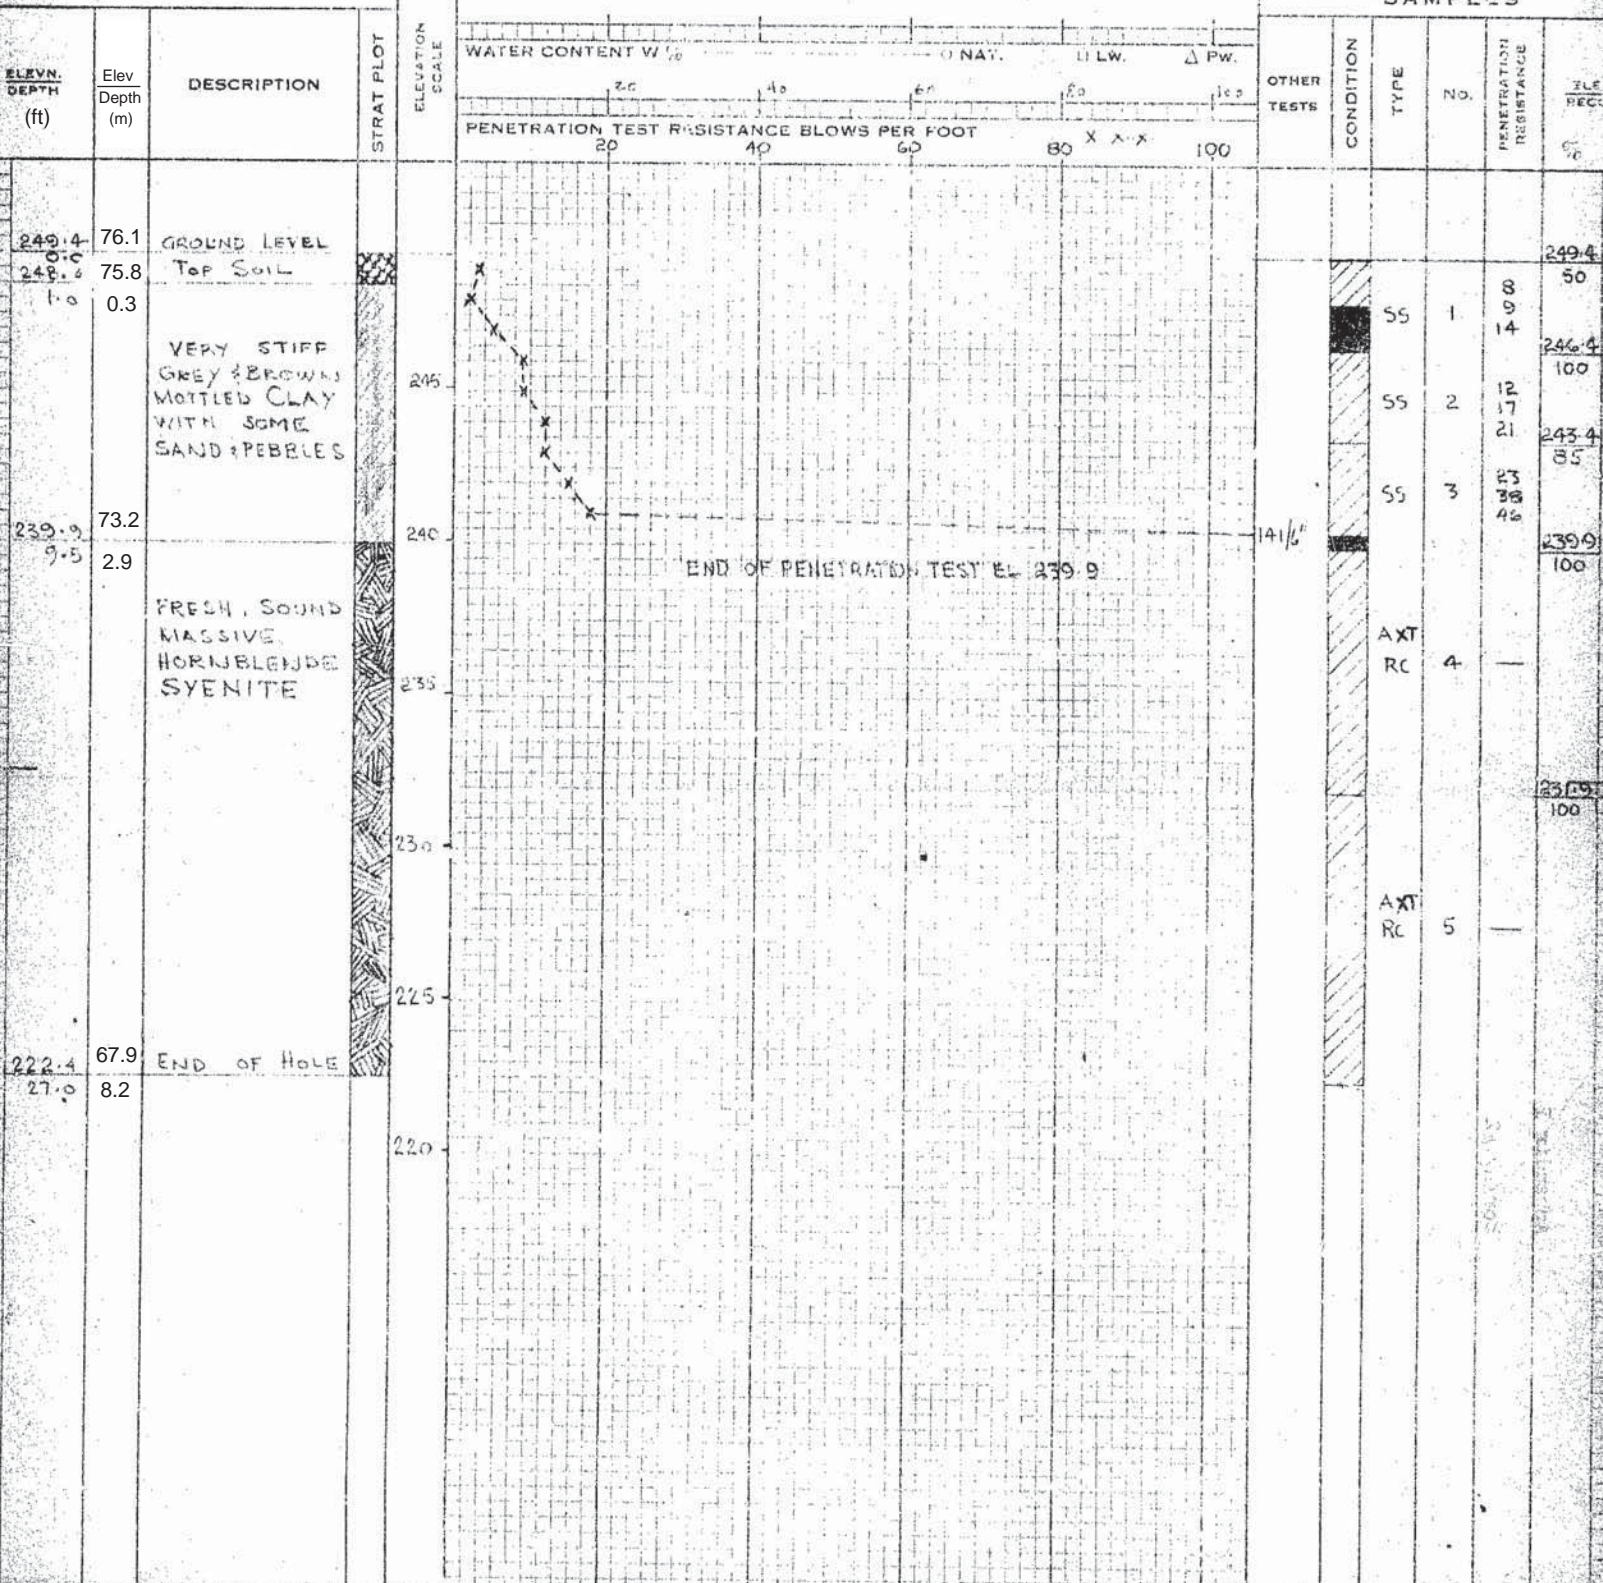 SAMPLES
ELEVN.
DEPTH
(ft)
Elev
Depth
(m)
DESCRIPTION
STRAT PLOT
ELEVATION
SCALE
WATER CONTENT W %
O NAT.
□ LW.
△ PW.
20 40 60 80 100
PENETRATION TEST RESISTANCE BLOWS PER FOOT
X X--X
20 40 60 80 100
OTHER
TESTS
CONDITION
TYPE
No.
PENETRATION
RESISTANCE
ELE
REC
%
249.4 76.1 GROUND LEVEL
0.0
75.8 TOP SOIL
1.0 0.3
VERY STIFF
GREY & BROWN
MOTTLED CLAY
WITH SOME
SAND & PEBBLES
239.9 73.2
9.5 2.9
FRESH, SOUND
MASSIVE
HORNBLENDE
SYENITE
222.4 67.9 END OF HOLE
27.0 8.2
245
240
235
230
225
220
END OF PENETRATION TEST EL 239.9
141/6"
249.4
50
SS 1
8
9
14
246.4
100
SS 2
12
17
21
243.4
85
SS 3
23
38
46
239.9
100
AXT
RC 4 —
231.9
100
AXT
RC 5 —